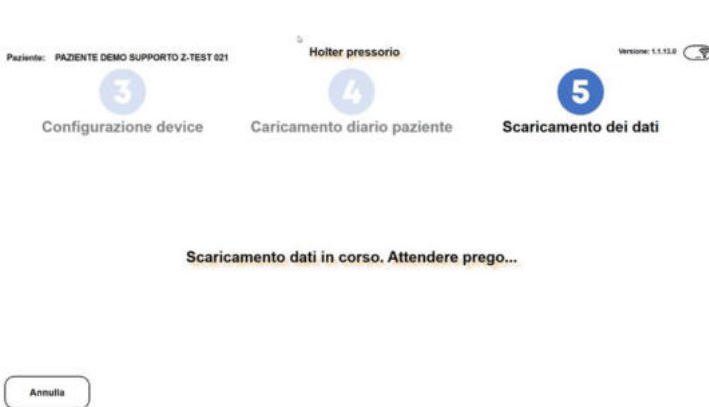 Paziente: PAZIENTE DEMO SUPPORTO Z-TEST 021 Holter pressorio Versione: 1.1.13.0
3 4 5
Configurazione device Caricamento diario paziente Scaricamento dei dati
Scaricamento dati in corso. Attendere prego...
Annulla